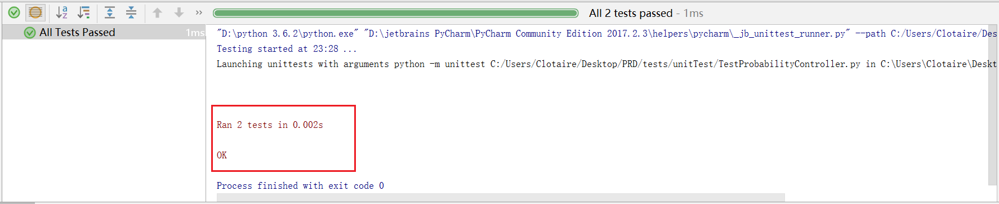 All 2 tests passed - 1ms
All Tests Passed 1ms
"D:\python 3.6.2\python.exe" "D:\jetbrains PyCharm\PyCharm Community Edition 2017.2.3\helpers\pycharm\_jb_unittest_runner.py" --path C:/Users/Clotaire/Des
Testing started at 23:28 ...
Launching unittests with arguments python -m unittest C:/Users/Clotaire/Desktop/PRD/tests/unitTest/TestProbabilityController.py in C:\Users\Clotaire\Deskt
Ran 2 tests in 0.002s
OK
Process finished with exit code 0